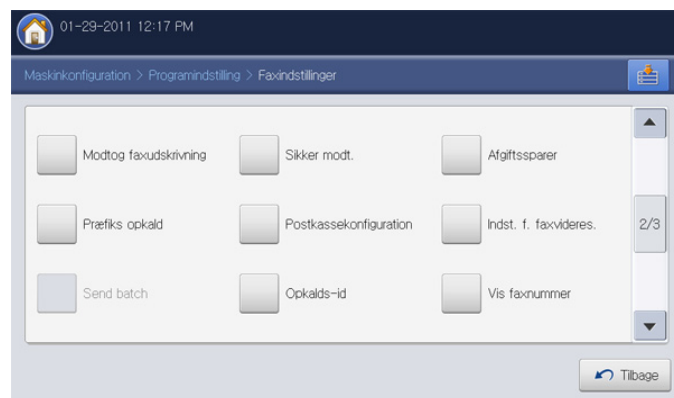 01-29-2011 12:17 PM
Maskinkonfiguration > Programindstilling > Faxindstillinger
Modtog faxudskrivning
Sikker modt.
Afgiftssparer
Præfiks opkald
Postkassekonfiguration
Indst. f. faxvideres.
2/3
Send batch
Opkalds-id
Vis faxnummer
Tilbage